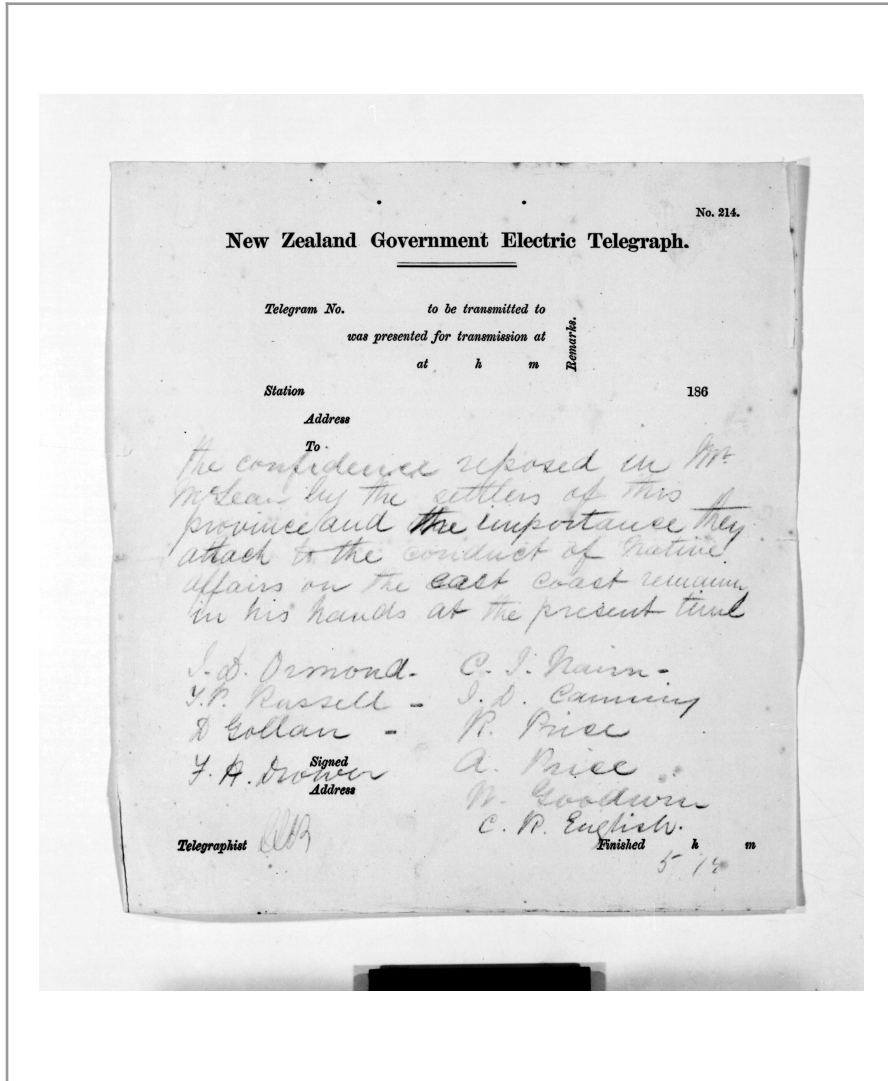 No. 214.
New Zealand Government Electric Telegraph.
Telegram No. to be transmitted to
was presented for transmission at
at h m
Remarks.
Station 186
Address
To
the confidence reposed in Mr.
McLean by the settlers of this
province and the importance they
attach to the conduct of Native
affairs on the east coast remaining
in his hands at the present time
J. D. Ormond - C. J. Nairn -
Russell - J. D. Canning
D Gollan - R. Price
Signed
F. H. Drower A. Price
Address
W. Goodwin
C. R. English.
Telegraphist Finished h m
5